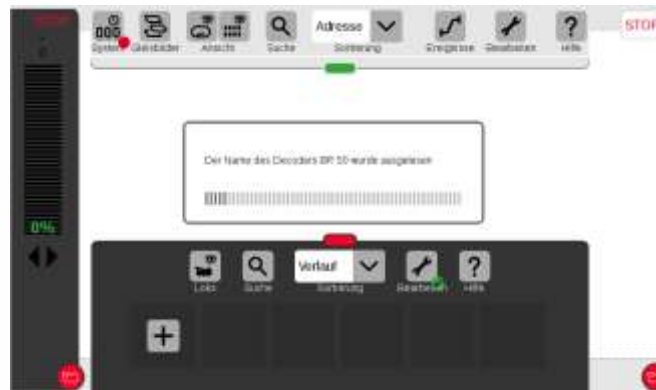 STOP
STOP
Adresse
System Gleisbilder Ansicht Suche Sortierung Ereignisse Bearbeiten Hilfe
Der Name des Decoders BR 50 wurde ausgelesen
0%
Verlauf
Loks Suche Sortierung Bearbeiten Hilfe